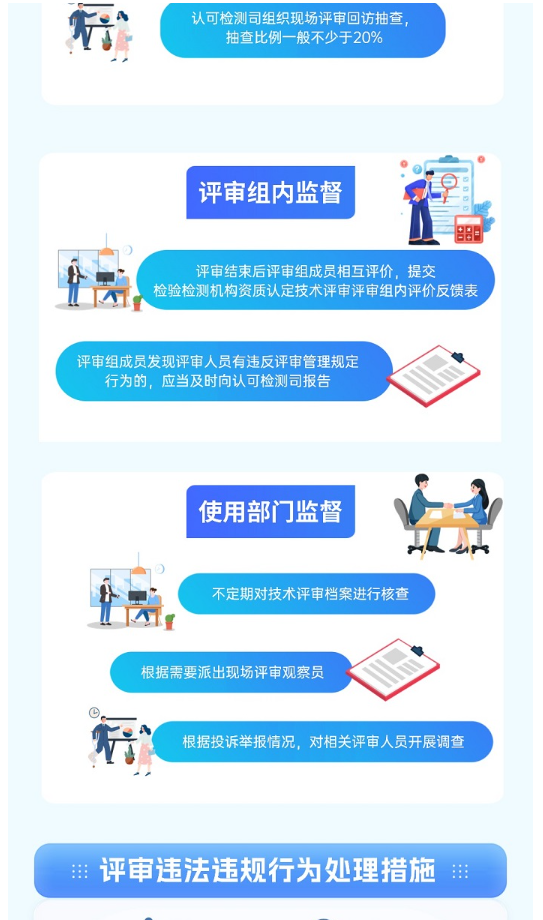 认可检测司组织现场评审回访抽查，
抽查比例一般不少于20%
评审组内监督
评审结束后评审组成员相互评价，提交
检验检测机构资质认定技术评审评审组内评价反馈表
评审组成员发现评审人员有违反评审管理规定
行为的，应当及时向认可检测司报告
使用部门监督
不定期对技术评审档案进行核查
根据需要派出现场评审观察员
根据投诉举报情况，对相关评审人员开展调查
评审违法违规行为处理措施